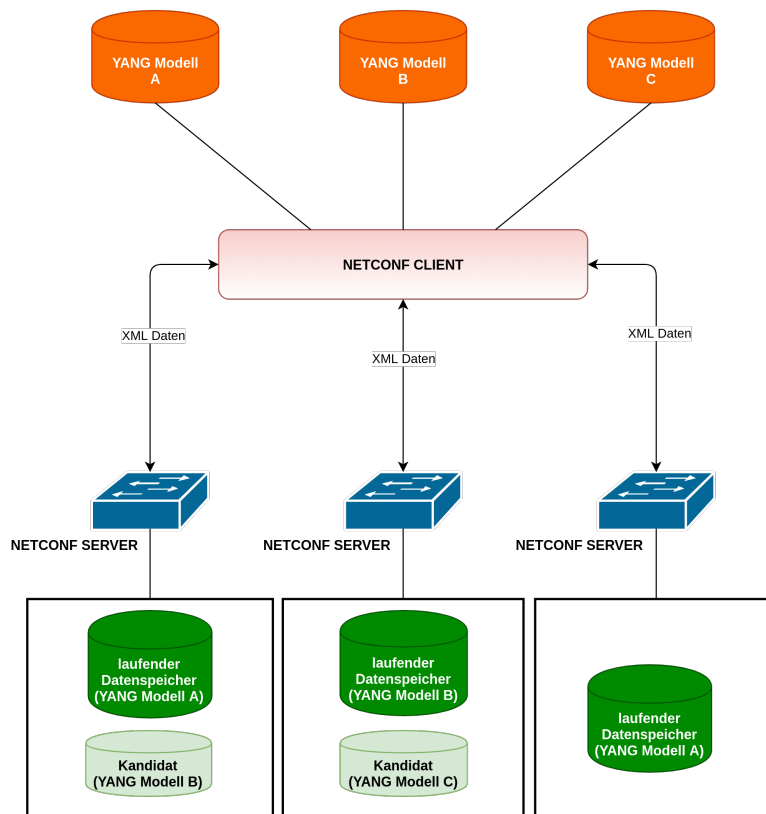 YANG Modell
A
YANG Modell
B
YANG Modell
C
NETCONF CLIENT
XML Daten
XML Daten
XML Daten
NETCONF SERVER
NETCONF SERVER
NETCONF SERVER
laufender
Datenspeicher
(YANG Modell A)
Kandidat
(YANG Modell B)
laufender
Datenspeicher
(YANG Modell B)
Kandidat
(YANG Modell C)
laufender
Datenspeicher
(YANG Modell A)